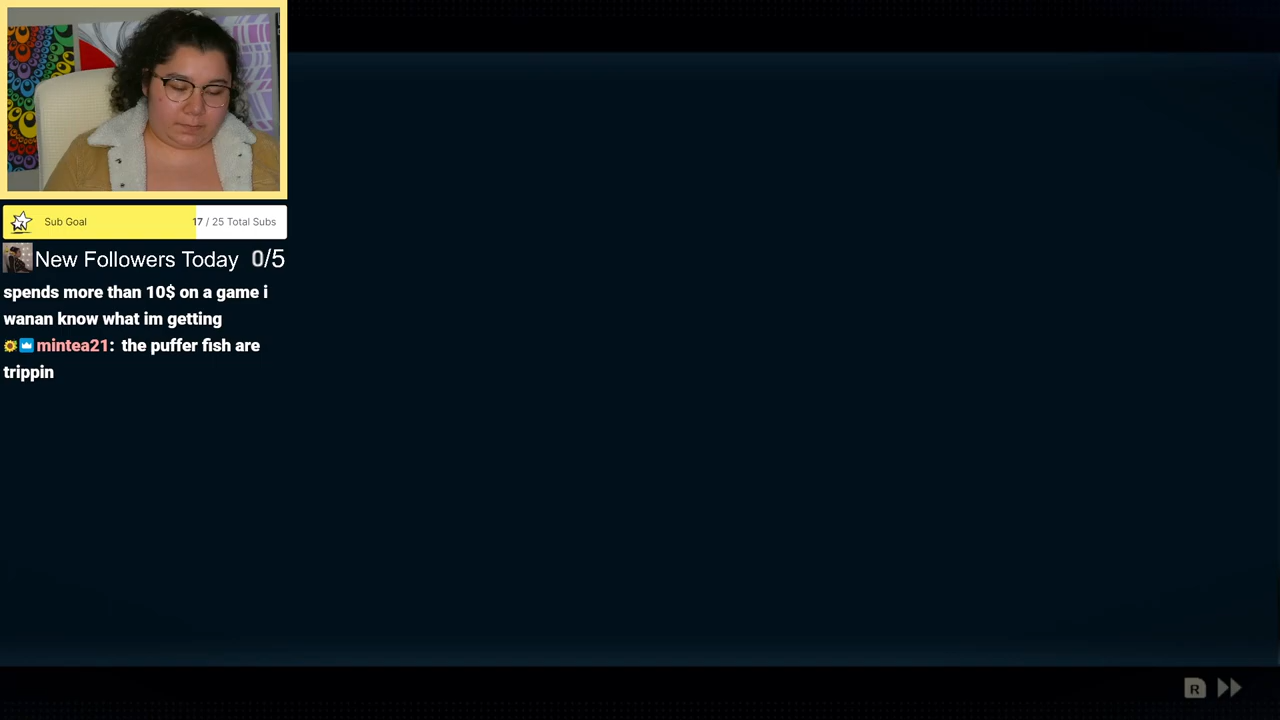 Sub Goal 17 / 25 Total Subs
New Followers Today 0/5
spends more than 10$ on a game i
wanan know what im getting
mintea21: the puffer fish are
trippin
R